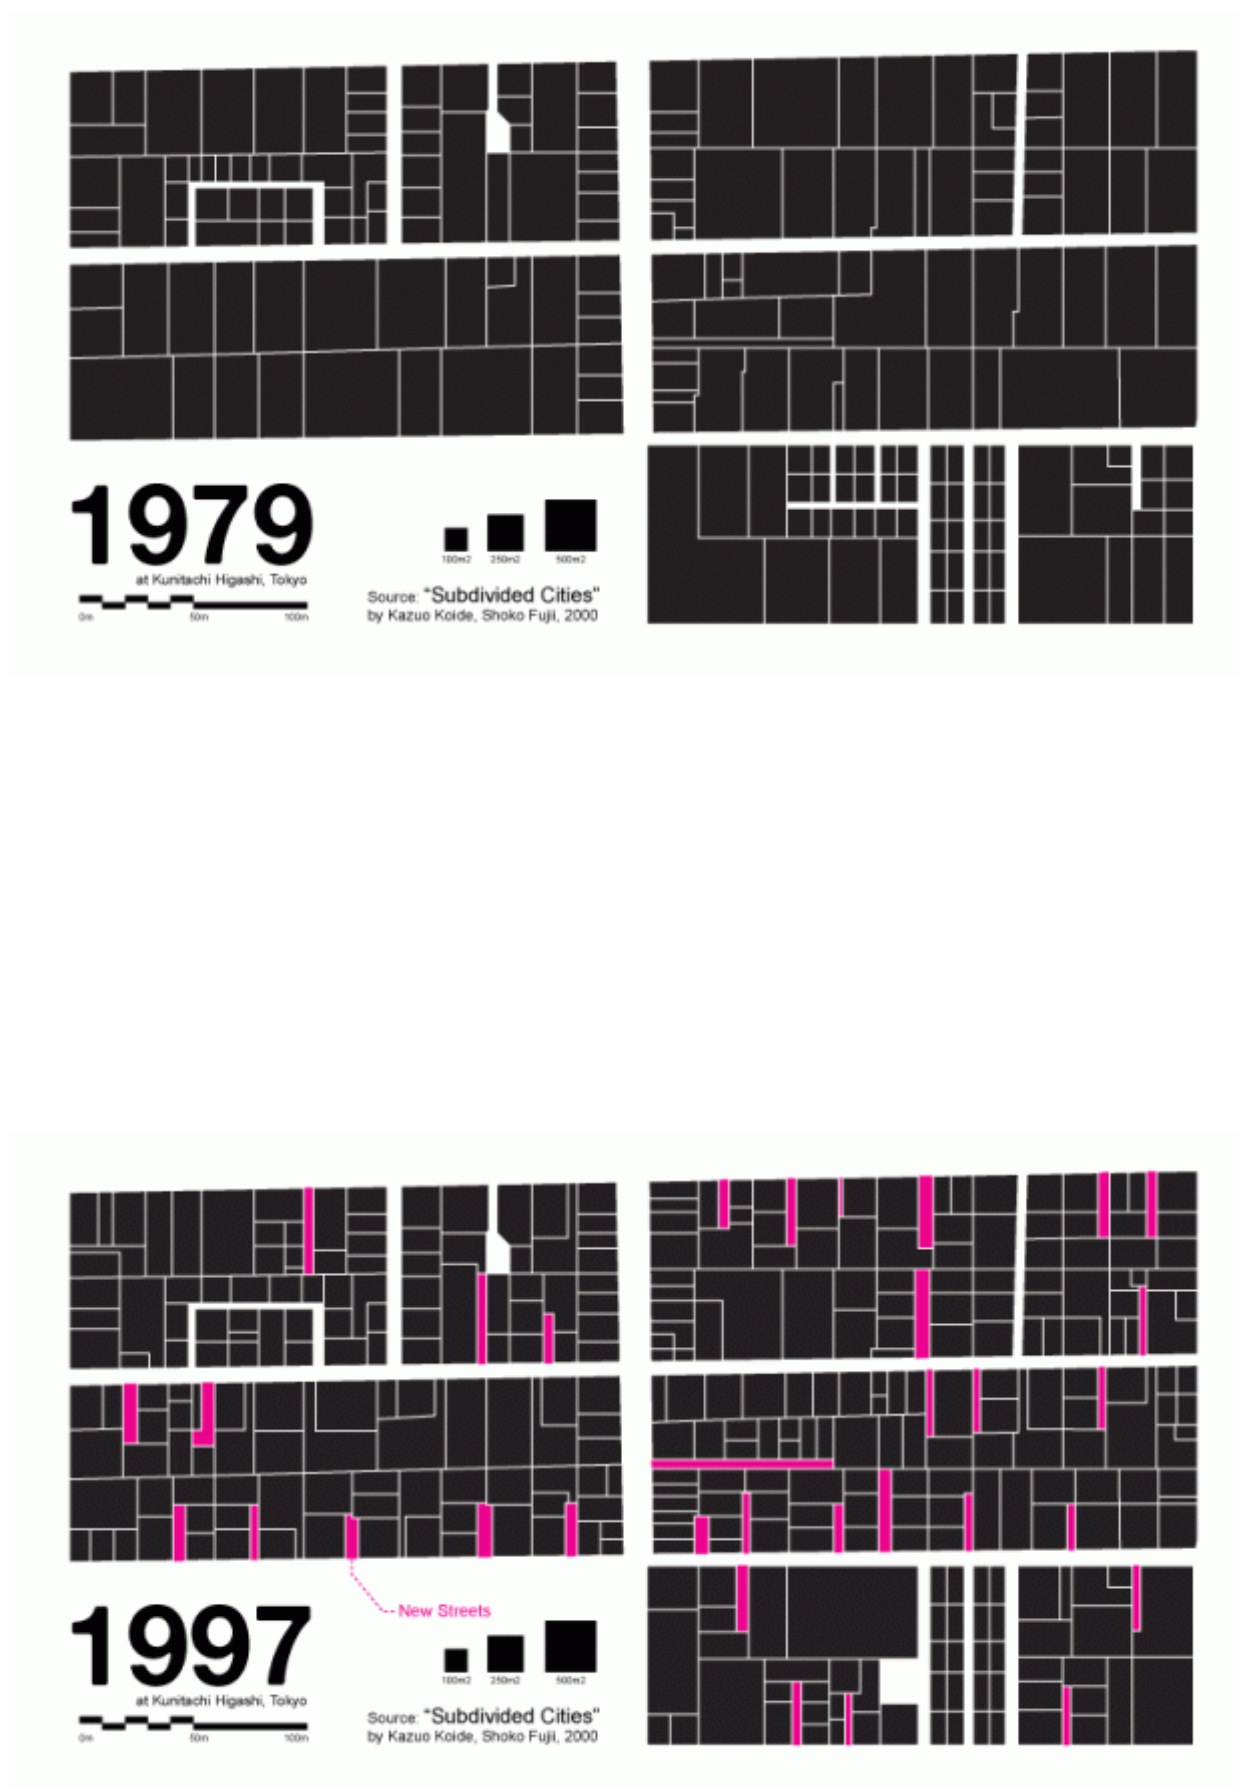 1979
at Kunitachi Higashi, Tokyo
0m 50m 100m
100m2 250m2 500m2
Source: "Subdivided Cities"
by Kazuo Koide, Shoko Fujii, 2000
New Streets
1997
at Kunitachi Higashi, Tokyo
0m 50m 100m
100m2 250m2 500m2
Source: "Subdivided Cities"
by Kazuo Koide, Shoko Fujii, 2000